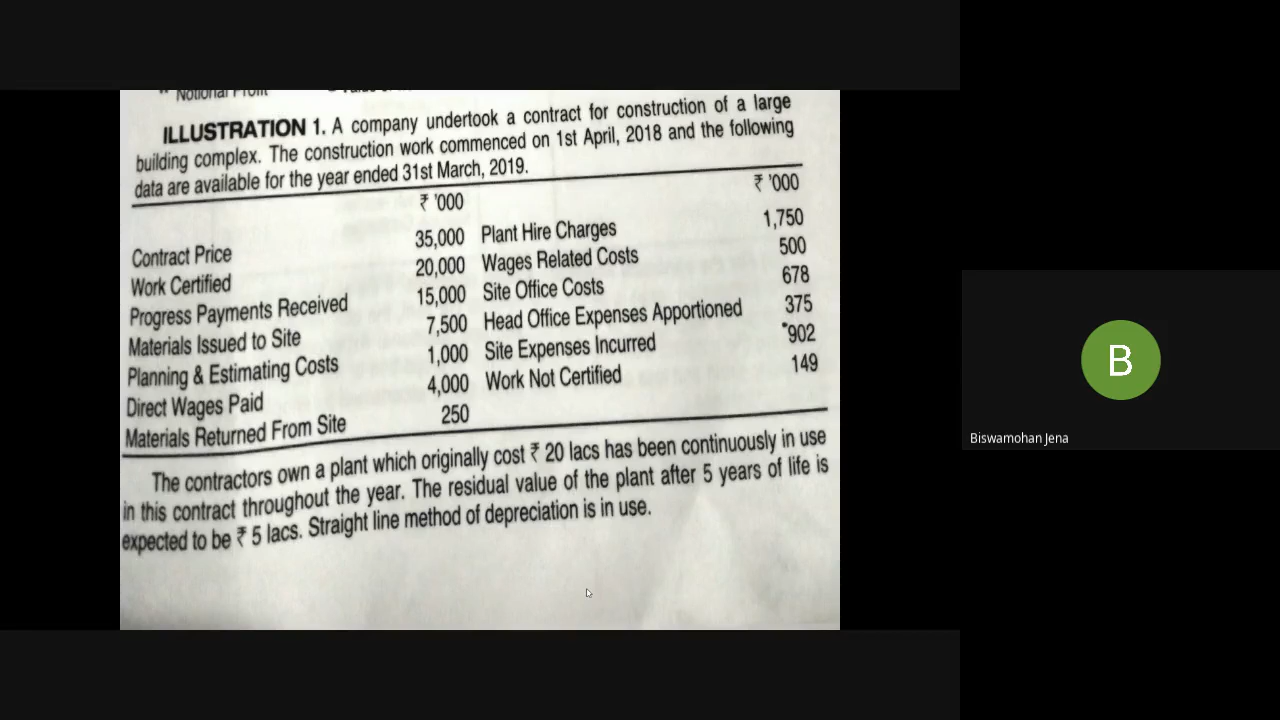 ** Notional Profit
ILLUSTRATION 1. A company undertook a contract for construction of a large
building complex. The construction work commenced on 1st April, 2018 and the following
data are available for the year ended 31st March, 2019.
₹ '000 ₹ '000
Contract Price 35,000 Plant Hire Charges 1,750
Work Certified 20,000 Wages Related Costs 500
Progress Payments Received 15,000 Site Office Costs 678
Materials Issued to Site 7,500 Head Office Expenses Apportioned 375
Planning & Estimating Costs 1,000 Site Expenses Incurred 902
Direct Wages Paid 4,000 Work Not Certified 149
Materials Returned From Site 250
The contractors own a plant which originally cost ₹ 20 lacs has been continuously in use
in this contract throughout the year. The residual value of the plant after 5 years of life is
expected to be ₹ 5 lacs. Straight line method of depreciation is in use.
B
Biswamohan Jena